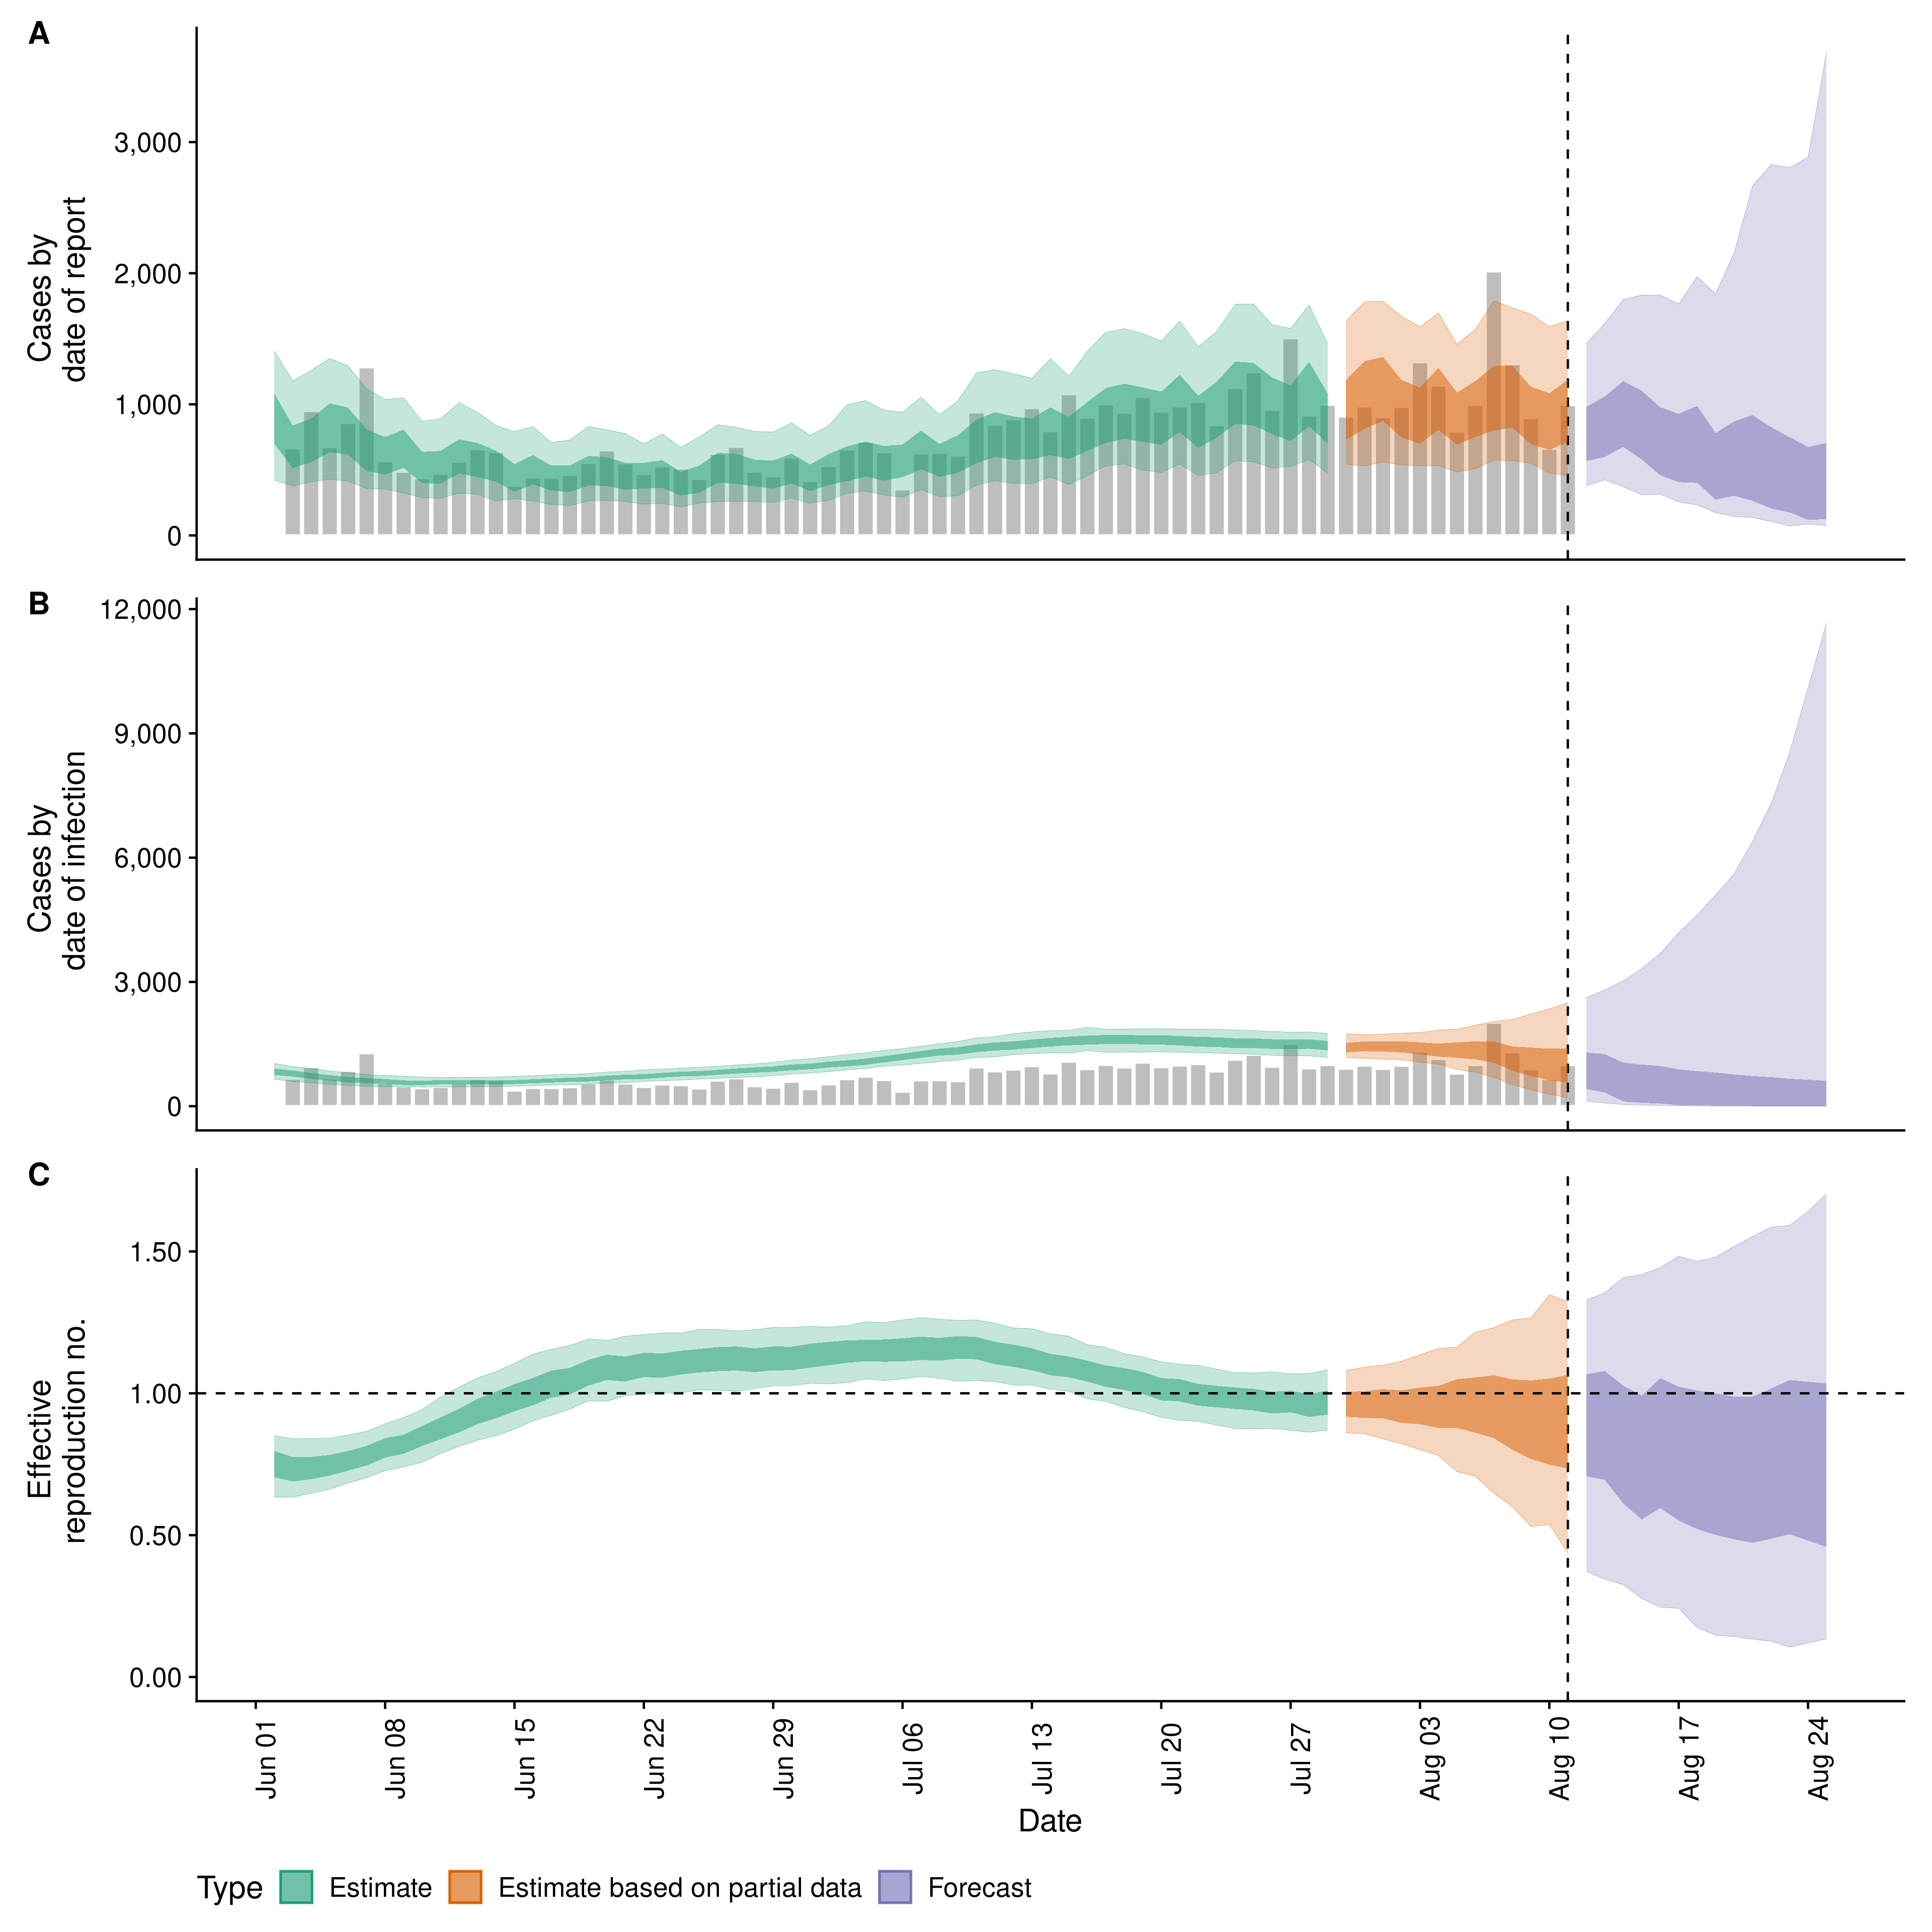 A
Cases by
date of report
3,000
2,000
1,000
0
B
Cases by
date of infection
12,000
9,000
6,000
3,000
0
C
Effective
reproduction no.
1.50
1.00
0.50
0.00
Jun 01
Jun 08
Jun 15
Jun 22
Jun 29
Jul 06
Jul 13
Jul 20
Jul 27
Aug 03
Aug 10
Aug 17
Aug 24
Date
Type Estimate Estimate based on partial data Forecast